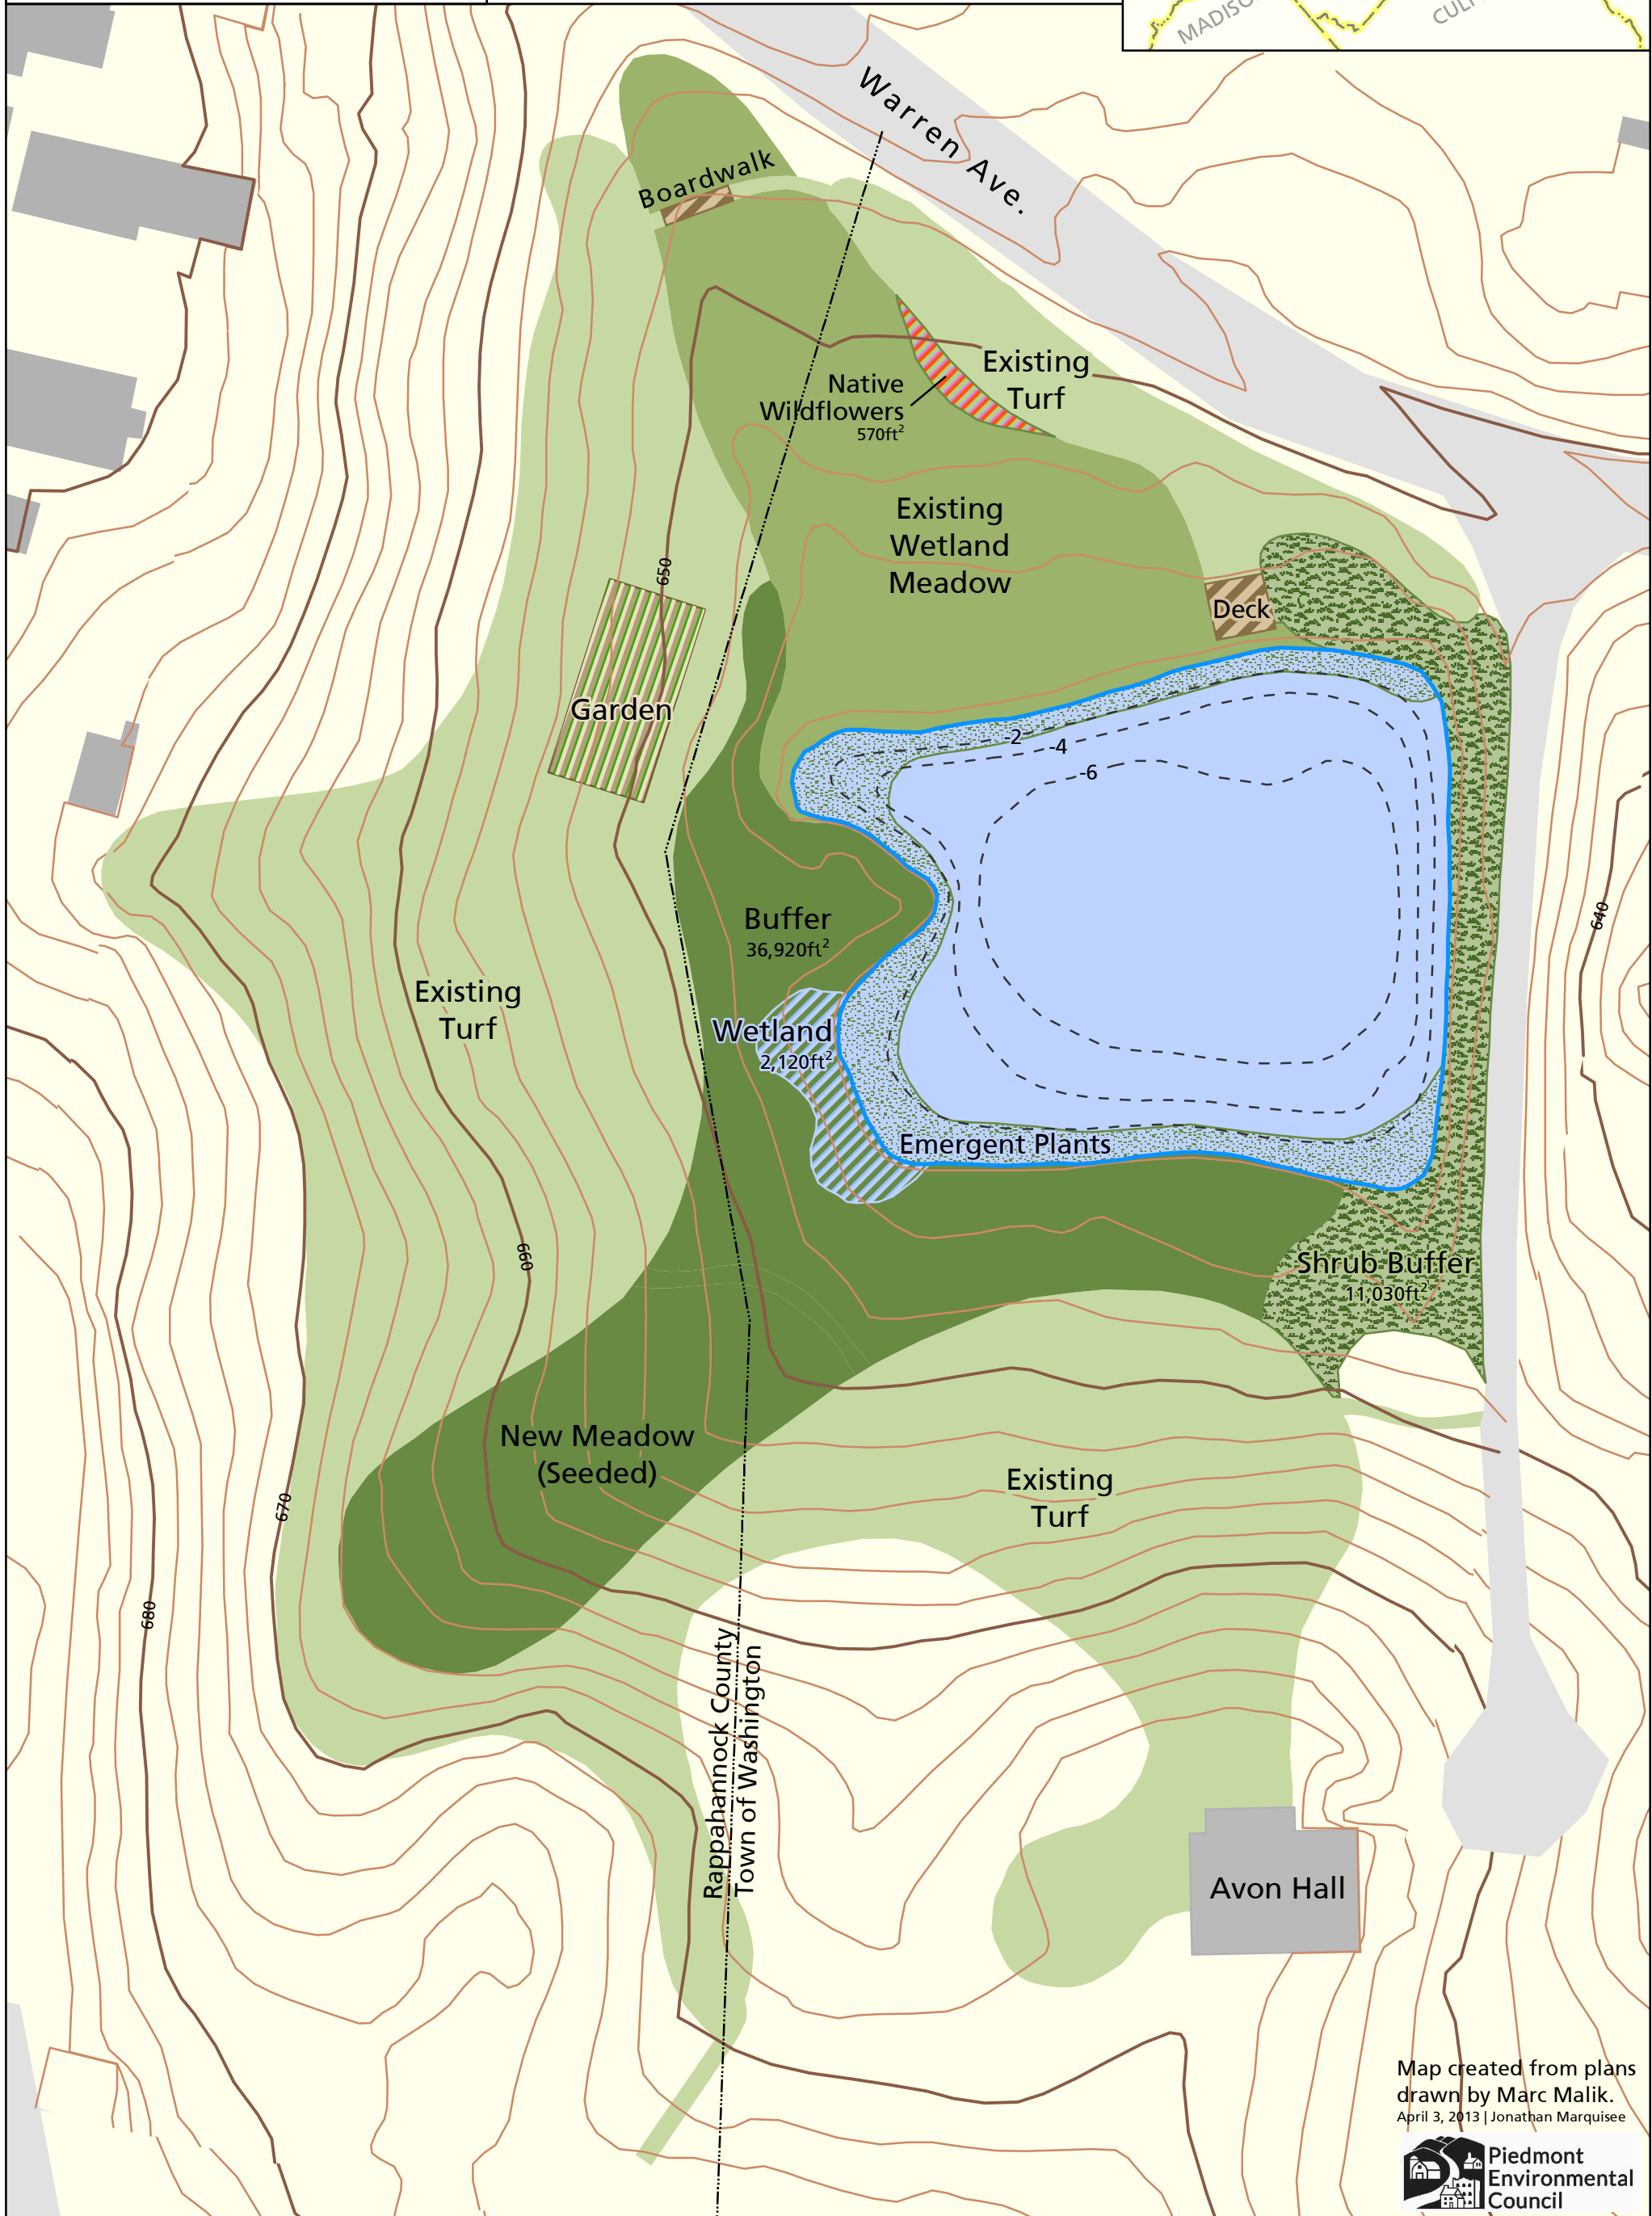 Warren Ave.
Boardwalk
Existing
Turf
Native
Wildflowers
570ft²
Existing
Wetland
Meadow
650
Deck
Garden
-2
-4
-6
Buffer
36,920ft²
640
Existing
Turf
Wetland
2,120ft²
Emergent Plants
660
Shrub Buffer
11,030ft²
New Meadow
(Seeded)
Existing
Turf
670
680
Rappahannock County
Town of Washington
Avon Hall
Map created from plans
drawn by Marc Malik.
April 3, 2013 | Jonathan Marquisee
Piedmont
Environmental
Council